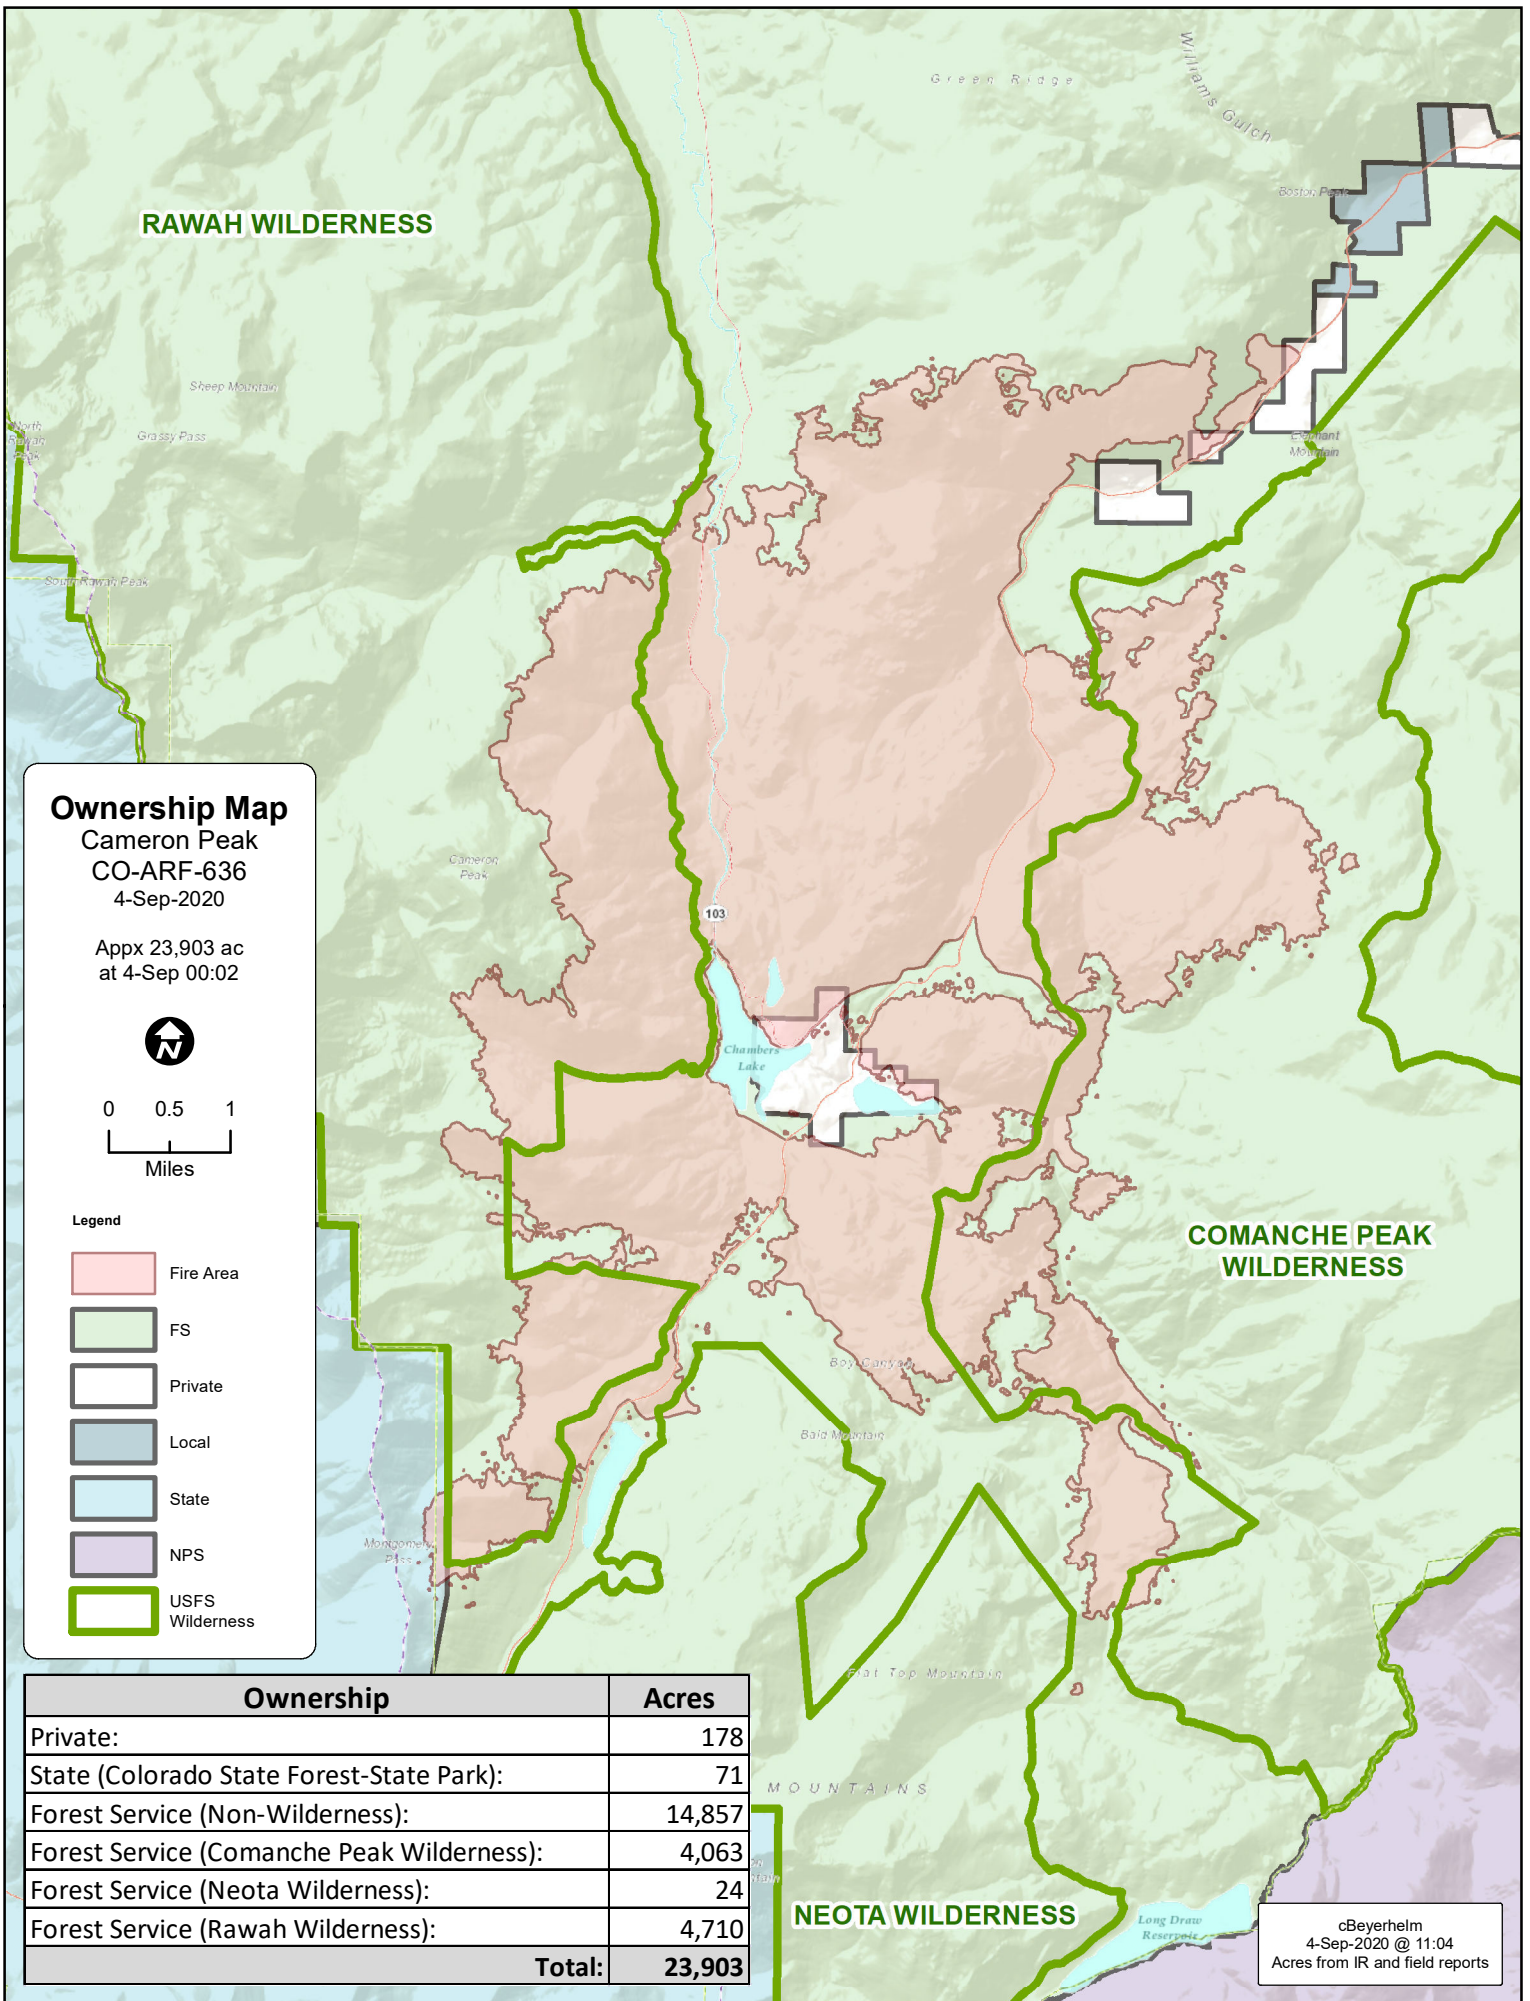 Green Ridge
Williams Gulch
Boston Peak
RAWAH WILDERNESS
Sheep Mountain
Grassy Pass
North
Rawah
Peak
Elephant
Mountain
South Rawah Peak
Ownership Map
Cameron Peak
CO-ARF-636
4-Sep-2020
Appx 23,903 ac
at 4-Sep 00:02
N
0 0.5 1
Miles
Legend
Fire Area
FS
Private
Local
State
NPS
USFS
Wilderness
Cameron
Peak
103
Chambers
Lake
COMANCHE PEAK
WILDERNESS
Boy Canyon
Bald Mountain
Montgomery
Pass
Flat Top Mountain
MOUNTAINS
NEOTA WILDERNESS
Long Draw
Reservoir
Ownership Acres
Private: 178
State (Colorado State Forest-State Park): 71
Forest Service (Non-Wilderness): 14,857
Forest Service (Comanche Peak Wilderness): 4,063
Forest Service (Neota Wilderness): 24
Forest Service (Rawah Wilderness): 4,710
Total: 23,903
cBeyerhelm
4-Sep-2020 @ 11:04
Acres from IR and field reports